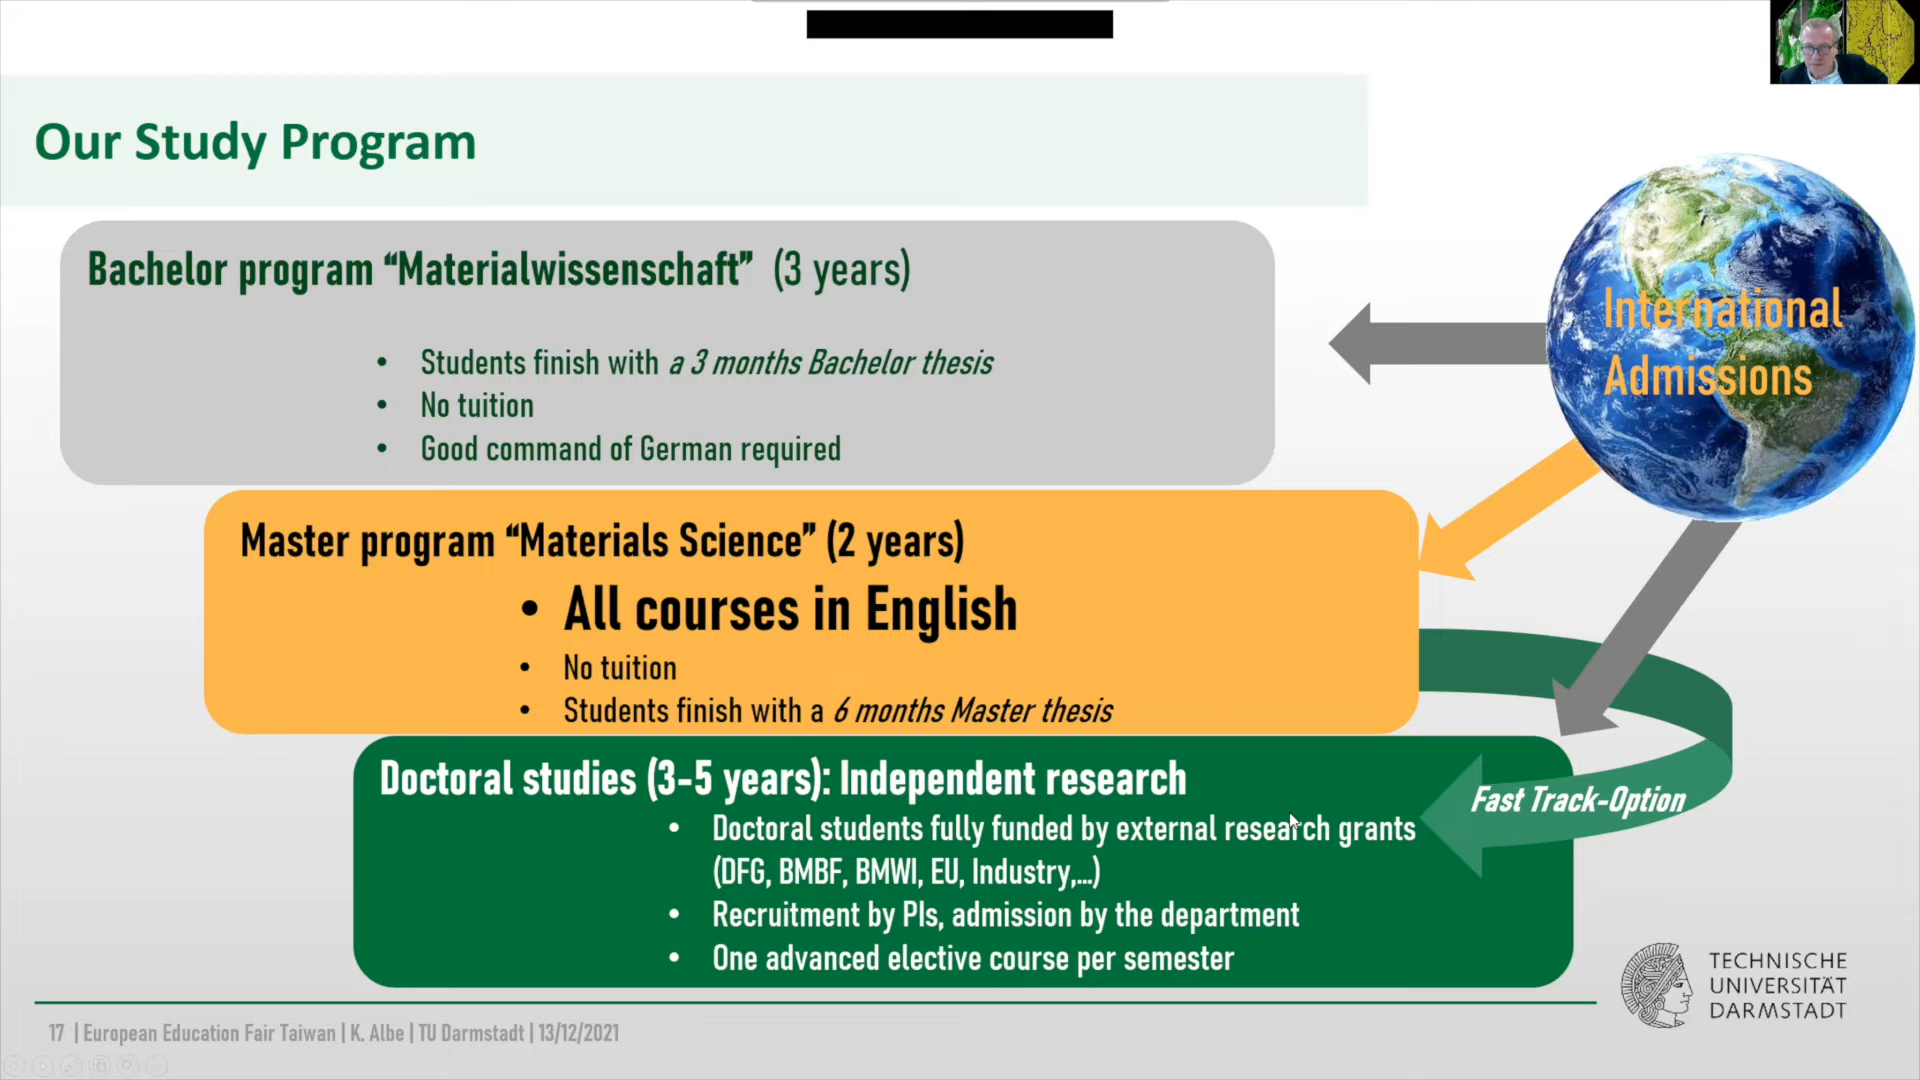 Our Study Program
Bachelor program “Materialwissenschaft” (3 years)
• Students finish with a 3 months Bachelor thesis
• No tuition
• Good command of German required
International
Admissions
Master program “Materials Science” (2 years)
• All courses in English
• No tuition
• Students finish with a 6 months Master thesis
Doctoral studies (3-5 years): Independent research
• Doctoral students fully funded by external research grants
(DFG, BMBF, BMWI, EU, Industry,...)
• Recruitment by PIs, admission by the department
• One advanced elective course per semester
Fast Track-Option
TECHNISCHE
UNIVERSITÄT
DARMSTADT
17 | European Education Fair Taiwan | K. Albe | TU Darmstadt | 13/12/2021